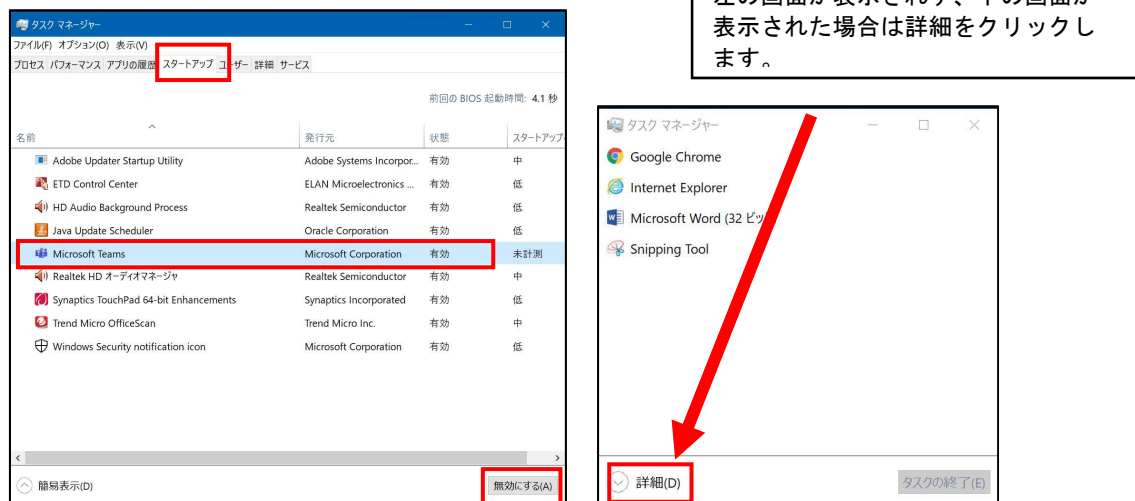 タスク マネージャー
ファイル(F) オプション(O) 表示(V)
プロセス パフォーマンス アプリの履歴 スタートアップ ユーザー 詳細 サービス
前回の BIOS 起動時間: 4.1 秒
名前 発行元 状態 スタートアップ
Adobe Updater Startup Utility Adobe Systems Incorpor... 有効 中
ETD Control Center ELAN Microelectronics ... 有効 低
HD Audio Background Process Realtek Semiconductor 有効 低
Java Update Scheduler Oracle Corporation 有効 低
Microsoft Teams Microsoft Corporation 有効 未計測
Realtek HD オーディオマネージャ Realtek Semiconductor 有効 中
Synaptics TouchPad 64-bit Enhancements Synaptics Incorporated 有効 低
Trend Micro OfficeScan Trend Micro Inc. 有効 中
Windows Security notification icon Microsoft Corporation 有効 低
簡易表示(D) 無効にする(A)
左の画面が表示されず、下の画面が
表示された場合は詳細をクリックし
ます。
タスク マネージャー
Google Chrome
Internet Explorer
Microsoft Word (32 ビッ
Snipping Tool
詳細(D) タスクの終了(E)